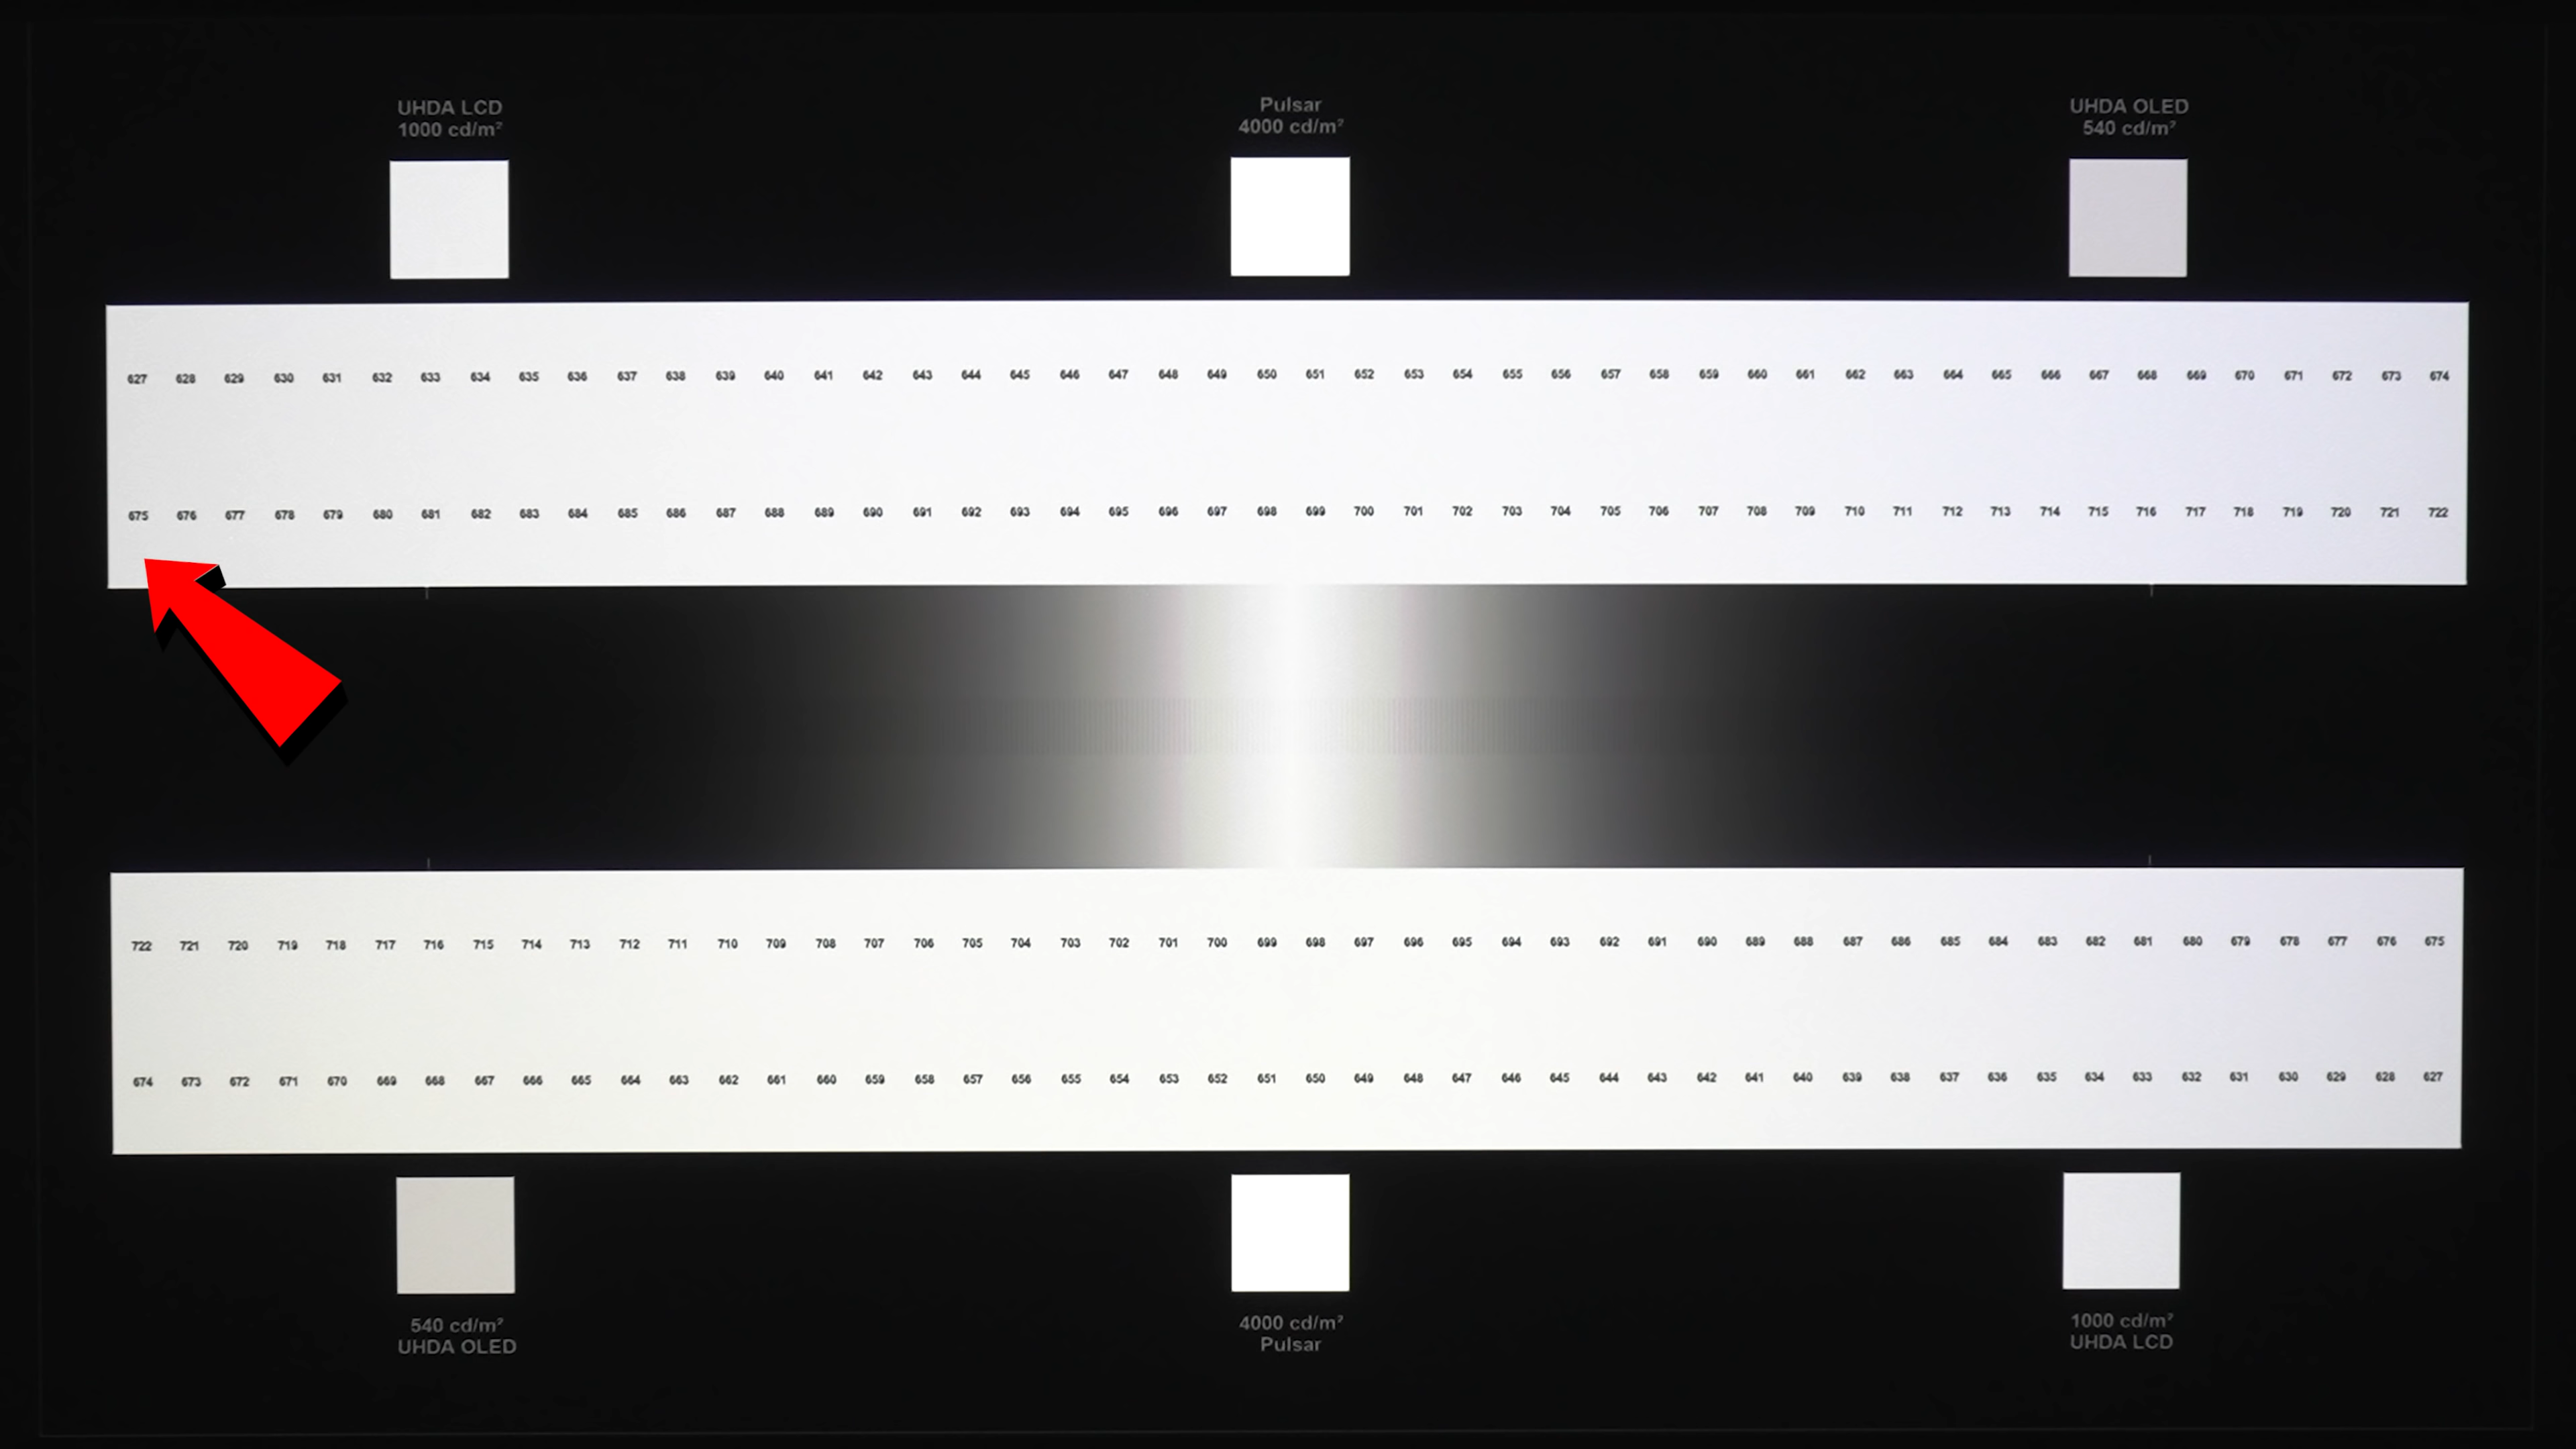 UHDA LCD
1000 cd/m²
Pulsar
4000 cd/m²
UHDA OLED
540 cd/m²
627 628 629 630 631 632 633 634 635 636 637 638 639 640 641 642 643 644 645 646 647 648 649 650 651 652 653 654 655 656 657 658 659 660 661 662 663 664 665 666 667 668 669 670 671 672 673 674
675 676 677 678 679 680 681 682 683 684 685 686 687 688 689 690 691 692 693 694 695 696 697 698 699 700 701 702 703 704 705 706 707 708 709 710 711 712 713 714 715 716 717 718 719 720 721 722
722 721 720 719 718 717 716 715 714 713 712 711 710 709 708 707 706 705 704 703 702 701 700 699 698 697 696 695 694 693 692 691 690 689 688 687 686 685 684 683 682 681 680 679 678 677 676 675
674 673 672 671 670 669 668 667 666 665 664 663 662 661 660 659 658 657 656 655 654 653 652 651 650 649 648 647 646 645 644 643 642 641 640 639 638 637 636 635 634 633 632 631 630 629 628 627
540 cd/m²
UHDA OLED
4000 cd/m²
Pulsar
1000 cd/m²
UHDA LCD